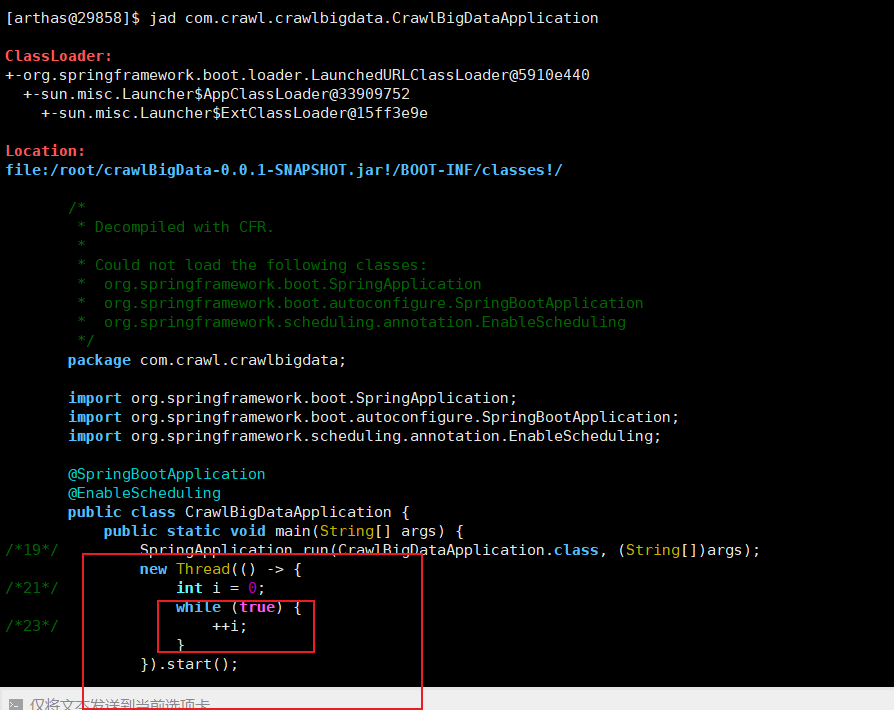 [arthas@29858]$ jad com.crawl.crawlbigdata.CrawlBigDataApplication
ClassLoader:
+-org.springframework.boot.loader.LaunchedURLClassLoader@5910e440
+-sun.misc.Launcher$AppClassLoader@33909752
+-sun.misc.Launcher$ExtClassLoader@15ff3e9e
Location:
file:/root/crawlBigData-0.0.1-SNAPSHOT.jar!/BOOT-INF/classes!/
/*
* Decompiled with CFR.
*
* Could not load the following classes:
*  org.springframework.boot.SpringApplication
*  org.springframework.boot.autoconfigure.SpringBootApplication
*  org.springframework.scheduling.annotation.EnableScheduling
*/
package com.crawl.crawlbigdata;
import org.springframework.boot.SpringApplication;
import org.springframework.boot.autoconfigure.SpringBootApplication;
import org.springframework.scheduling.annotation.EnableScheduling;
@SpringBootApplication
@EnableScheduling
public class CrawlBigDataApplication {
public static void main(String[] args) {
/*19*/ SpringApplication.run(CrawlBigDataApplication.class, (String[])args);
new Thread(() -> {
/*21*/ int i = 0;
while (true) {
/*23*/ ++i;
}
}).start();
仅将文本发送到当前选项卡